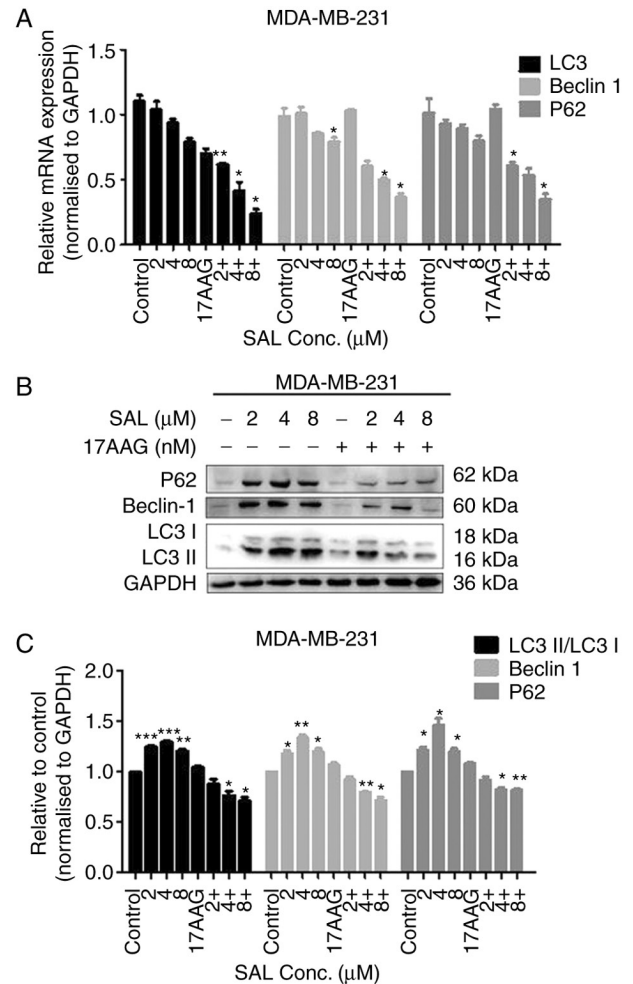 A
MDA-MB-231
LC3
Beclin 1
P62
Relative mRNA expression
(normalised to GAPDH)
1.5
1.0
0.5
0.0
** * * * * * * *
Control 2 4 8 17AAG 2+ 4+ 8+ Control 2 4 8 17AAG 2+ 4+ 8+ Control 2 4 8 17AAG 2+ 4+ 8+
SAL Conc. (μM)
B
MDA-MB-231
SAL (μM) – 2 4 8 – 2 4 8
17AAG (nM) – – – – + + + +
P62 62 kDa
Beclin-1 60 kDa
LC3 I 18 kDa
LC3 II 16 kDa
GAPDH 36 kDa
C
MDA-MB-231
LC3 II/LC3 I
Beclin 1
P62
Relative to control
(normalised to GAPDH)
2.0
1.5
1.0
0.5
0.0
*** *** ** * * * ** * ** * * * * * **
Control 2 4 8 17AAG 2+ 4+ 8+ Control 2 4 8 17AAG 2+ 4+ 8+ Control 2 4 8 17AAG 2+ 4+ 8+
SAL Conc. (μM)